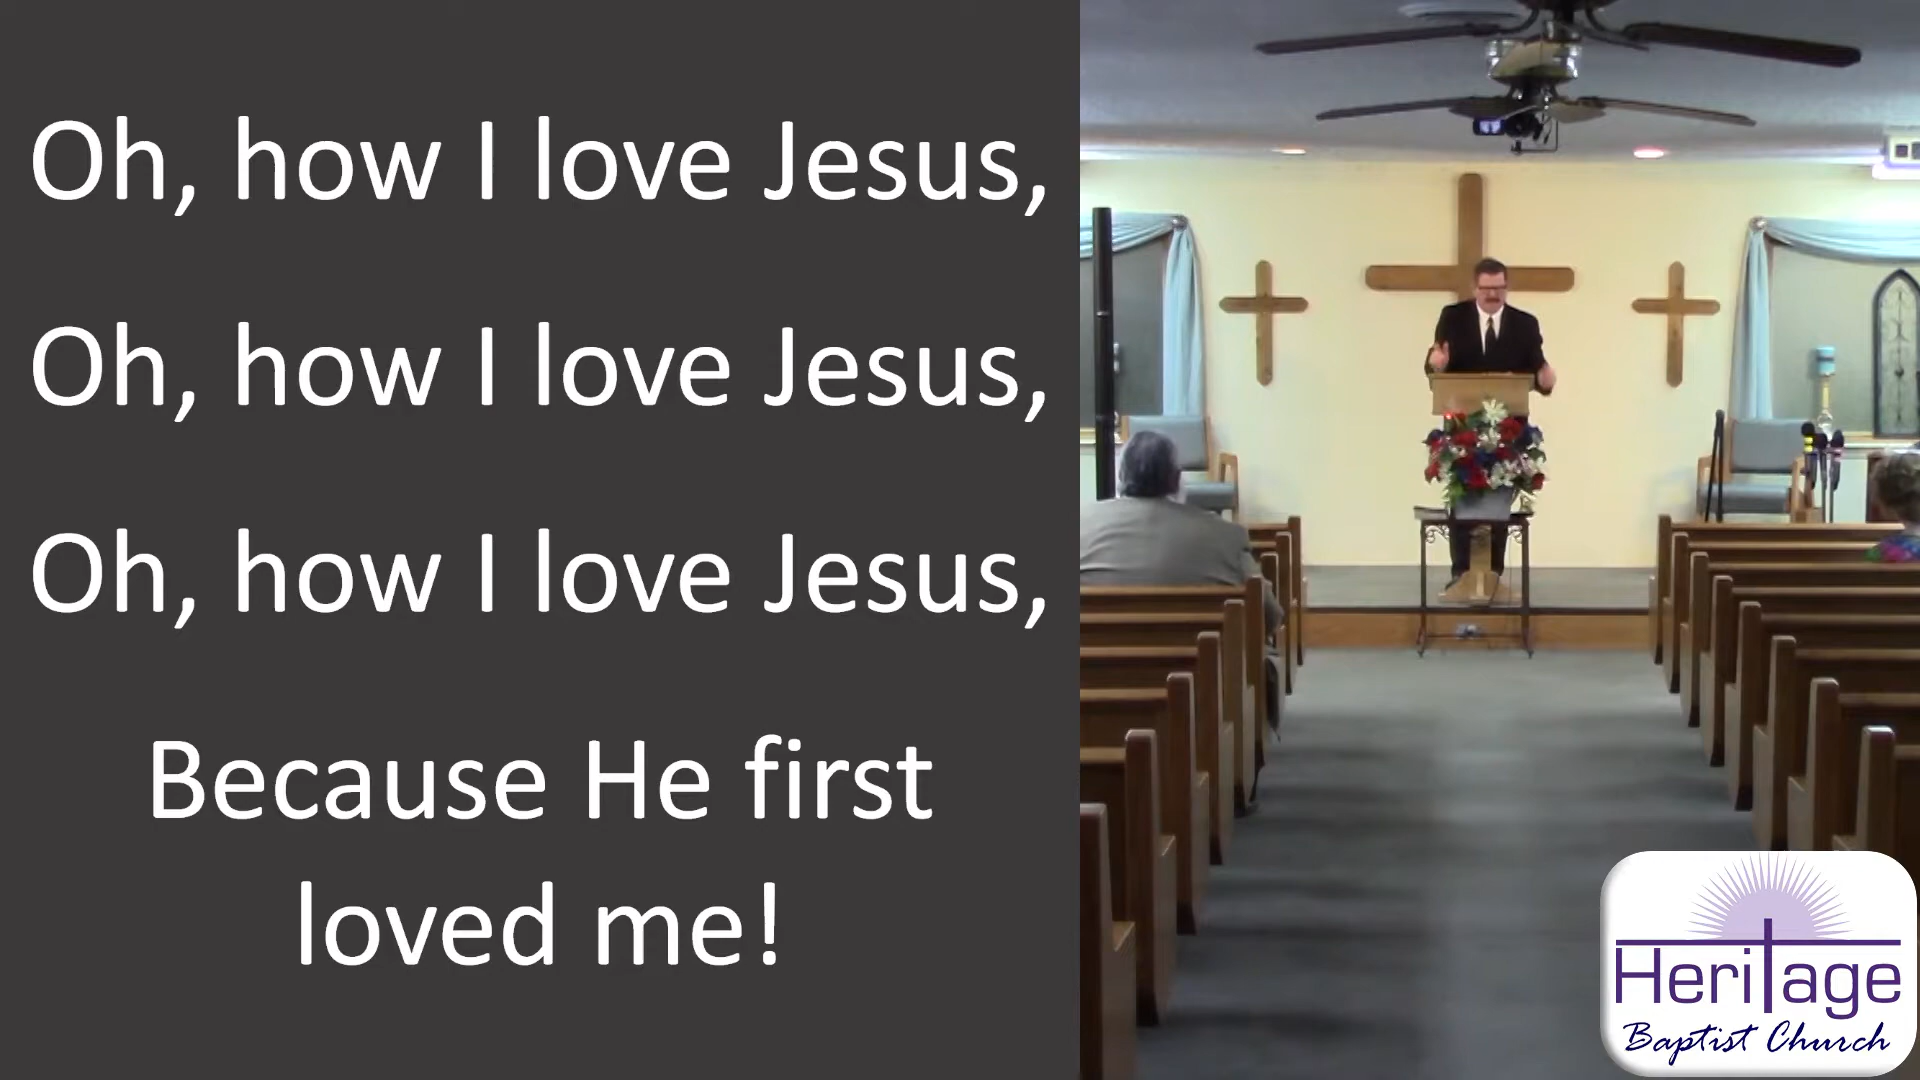 Oh, how I love Jesus,
Oh, how I love Jesus,
Oh, how I love Jesus,
Because He first
loved me!
Heritage
Baptist Church